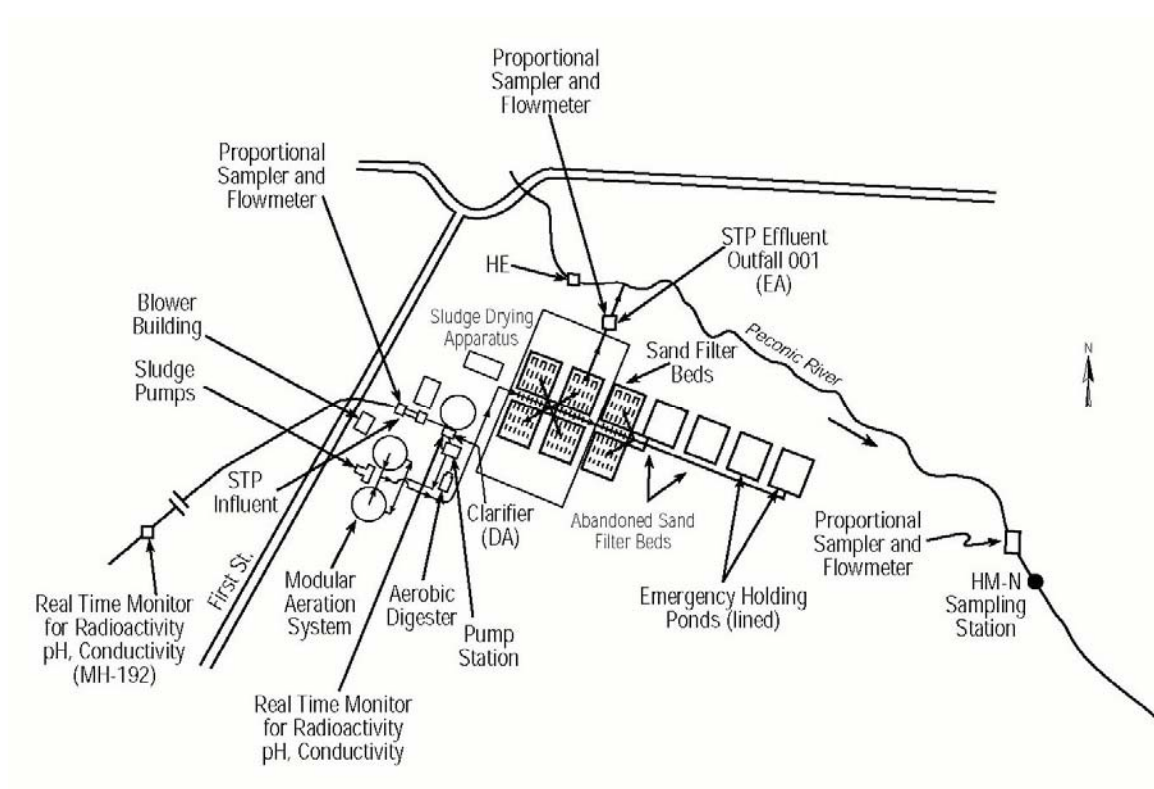 Proportional
Sampler and
Flowmeter
Proportional
Sampler and
Flowmeter
STP Effluent
Outfall 001
(EA)
HE
Blower
Building
Sludge Drying
Apparatus
Sand Filter
Beds
Peconic River
N
Sludge
Pumps
STP
Influent
Clarifier
(DA)
Abandoned Sand
Filter Beds
Proportional
Sampler and
Flowmeter
First St.
Modular
Aeration
System
Aerobic
Digester
Pump
Station
Emergency Holding
Ponds (lined)
HM-N
Sampling
Station
Real Time Monitor
for Radioactivity
pH, Conductivity
(MH-192)
Real Time Monitor
for Radioactivity
pH, Conductivity